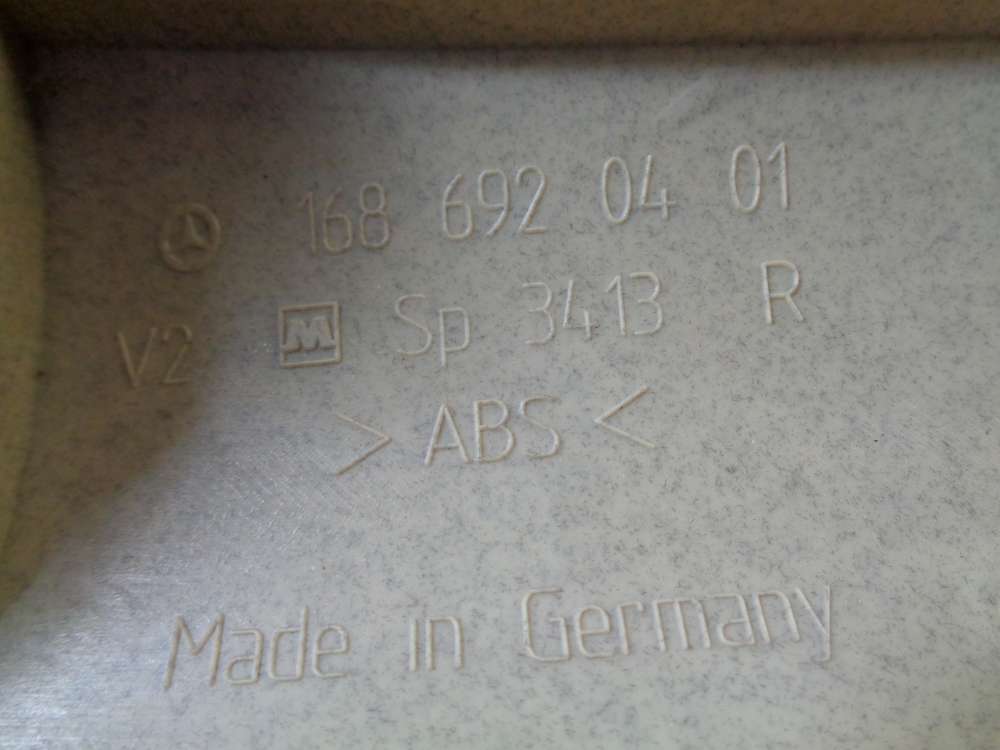 168 692 04 01
V2 M Sp 3413 R
> ABS <
Made in Germany